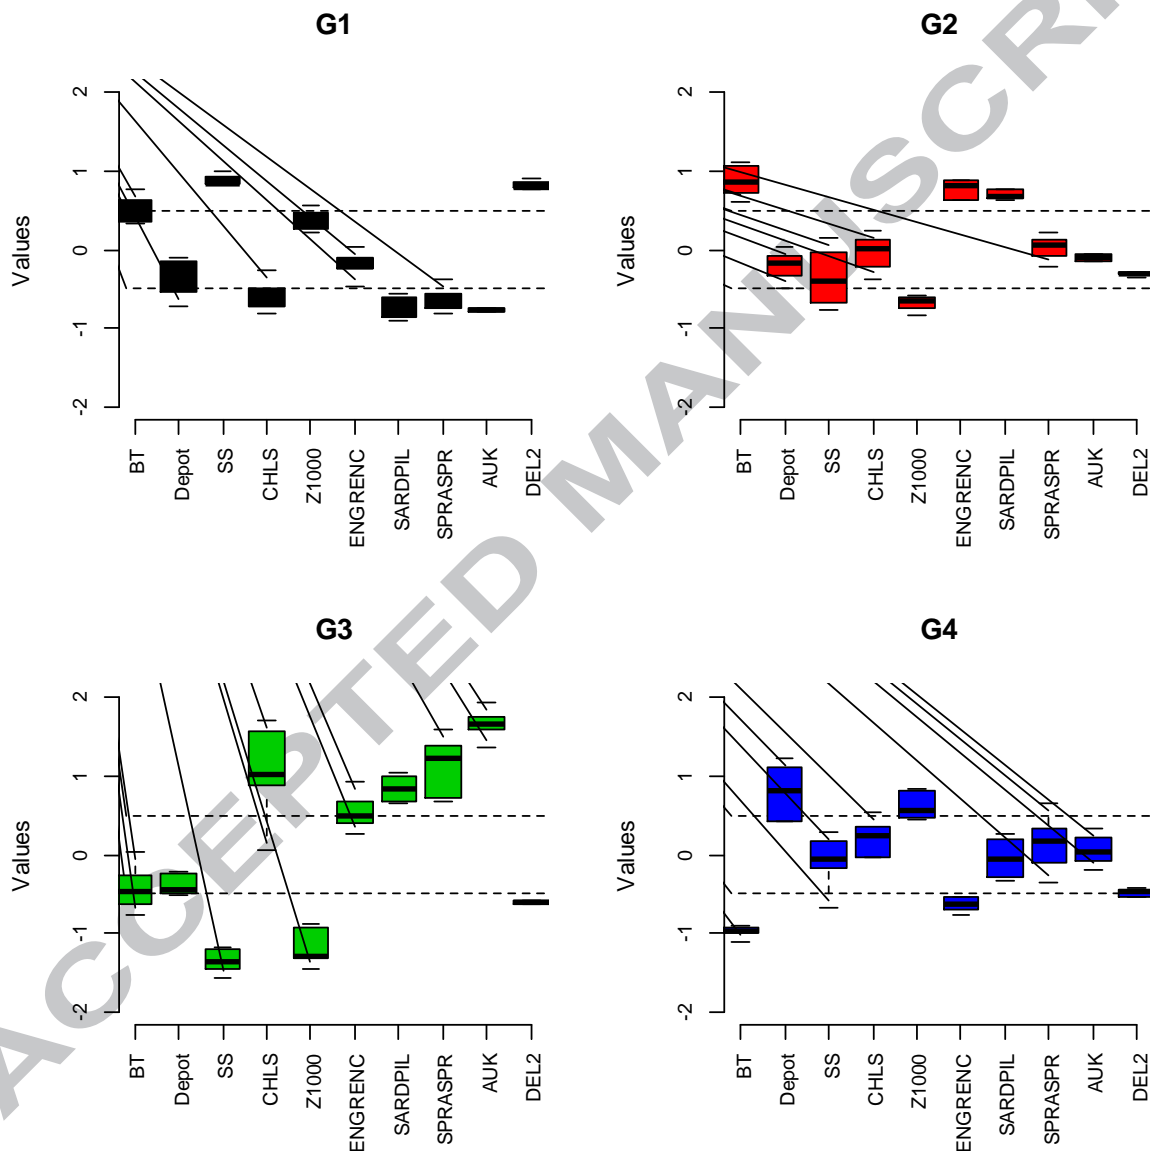 G1
Values
2
1
0
-1
-2
BT
Depot
SS
CHLS
Z1000
ENGRENC
SARDPIL
SPRASPR
AUK
DEL2
G2
Values
2
1
0
-1
-2
BT
Depot
SS
CHLS
Z1000
ENGRENC
SARDPIL
SPRASPR
AUK
DEL2
G3
Values
2
1
0
-1
-2
BT
Depot
SS
CHLS
Z1000
ENGRENC
SARDPIL
SPRASPR
AUK
DEL2
G4
Values
2
1
0
-1
-2
BT
Depot
SS
CHLS
Z1000
ENGRENC
SARDPIL
SPRASPR
AUK
DEL2
ACCEPTED MANUSCRI